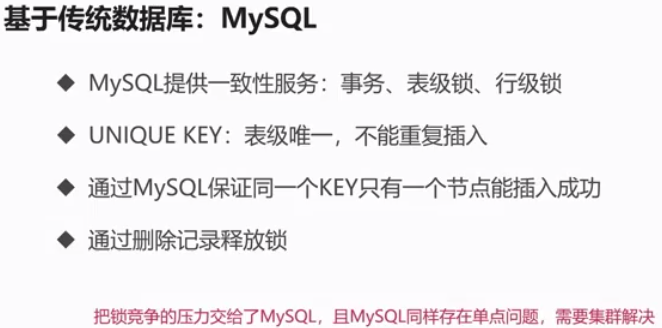 基于传统数据库：MySQL
◆ MySQL提供一致性服务：事务、表级锁、行级锁
◆ UNIQUE KEY：表级唯一，不能重复插入
◆ 通过MySQL保证同一个KEY只有一个节点能插入成功
◆ 通过删除记录释放锁
把锁竞争的压力交给了MySQL，且MySQL同样存在单点问题，需要集群解决